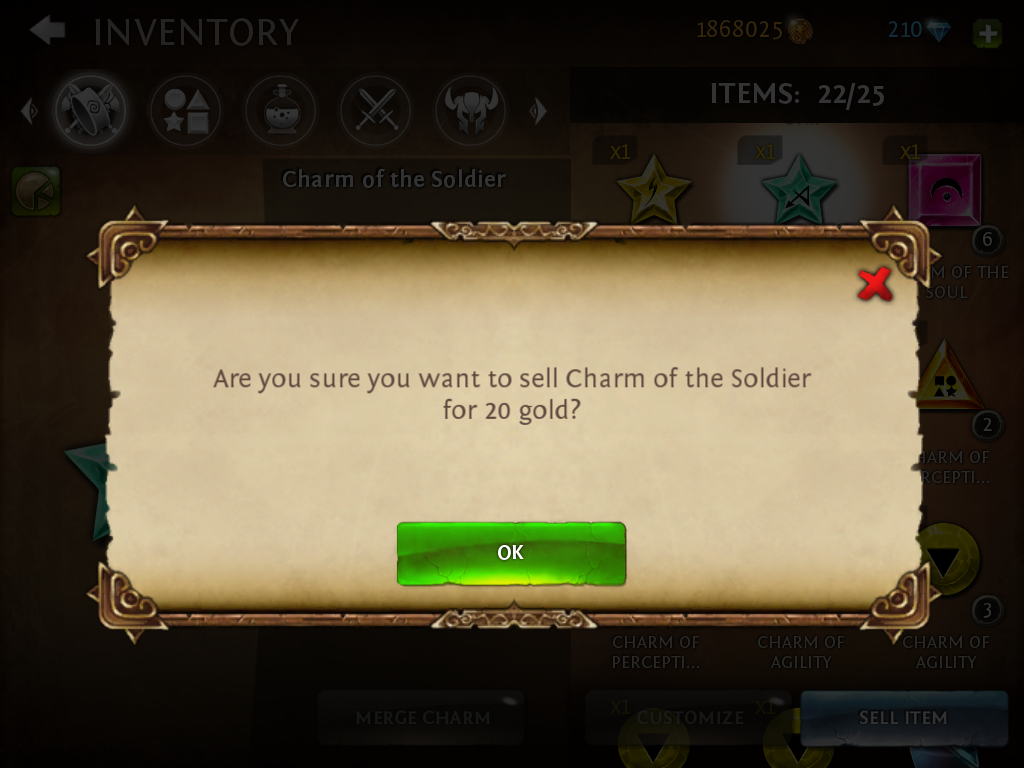 INVENTORY
1868025
210
ITEMS: 22/25
X1
X1
X1
Charm of the Soldier
6
M OF THE
SOUL
Are you sure you want to sell Charm of the Soldier
for 20 gold?
2
ARM OF
RCEPTI...
OK
3
CHARM OF
PERCEPTI...
CHARM OF
AGILITY
CHARM OF
AGILITY
MERGE CHARM
X1
CUSTOMIZE
X1
SELL ITEM